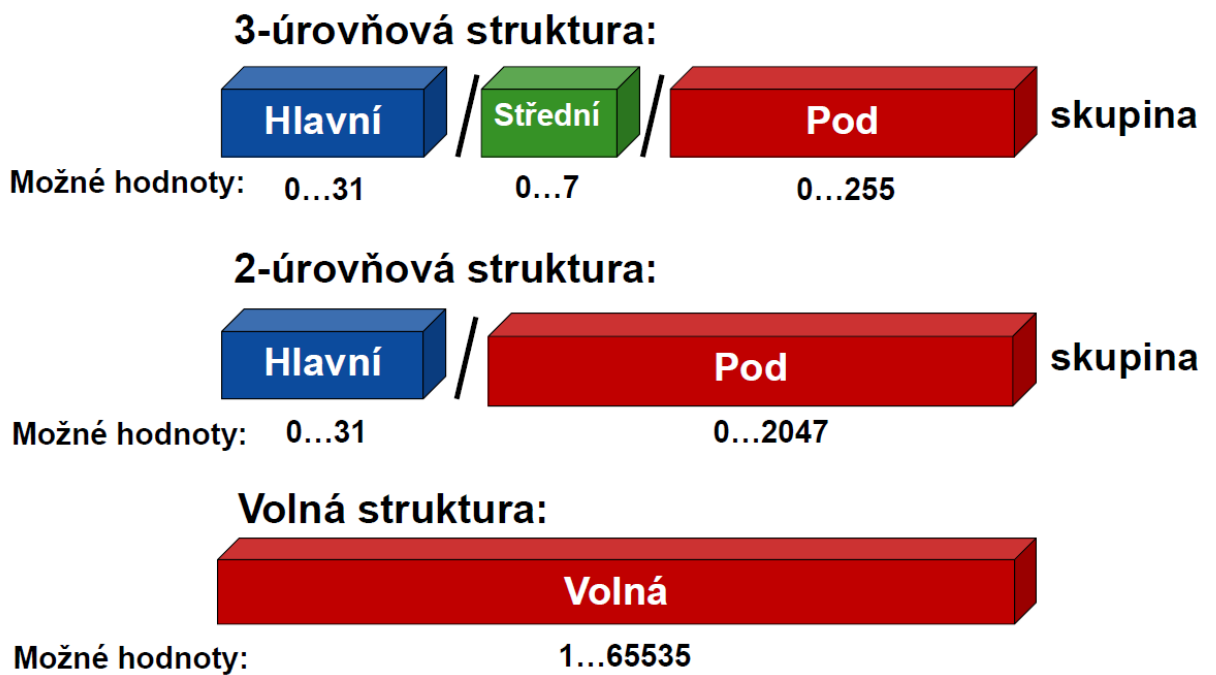 3-úrovňová struktura:
Hlavní / Střední / Pod skupina
Možné hodnoty: 0...31 0...7 0...255
2-úrovňová struktura:
Hlavní / Pod skupina
Možné hodnoty: 0...31 0...2047
Volná struktura:
Volná
Možné hodnoty: 1...65535